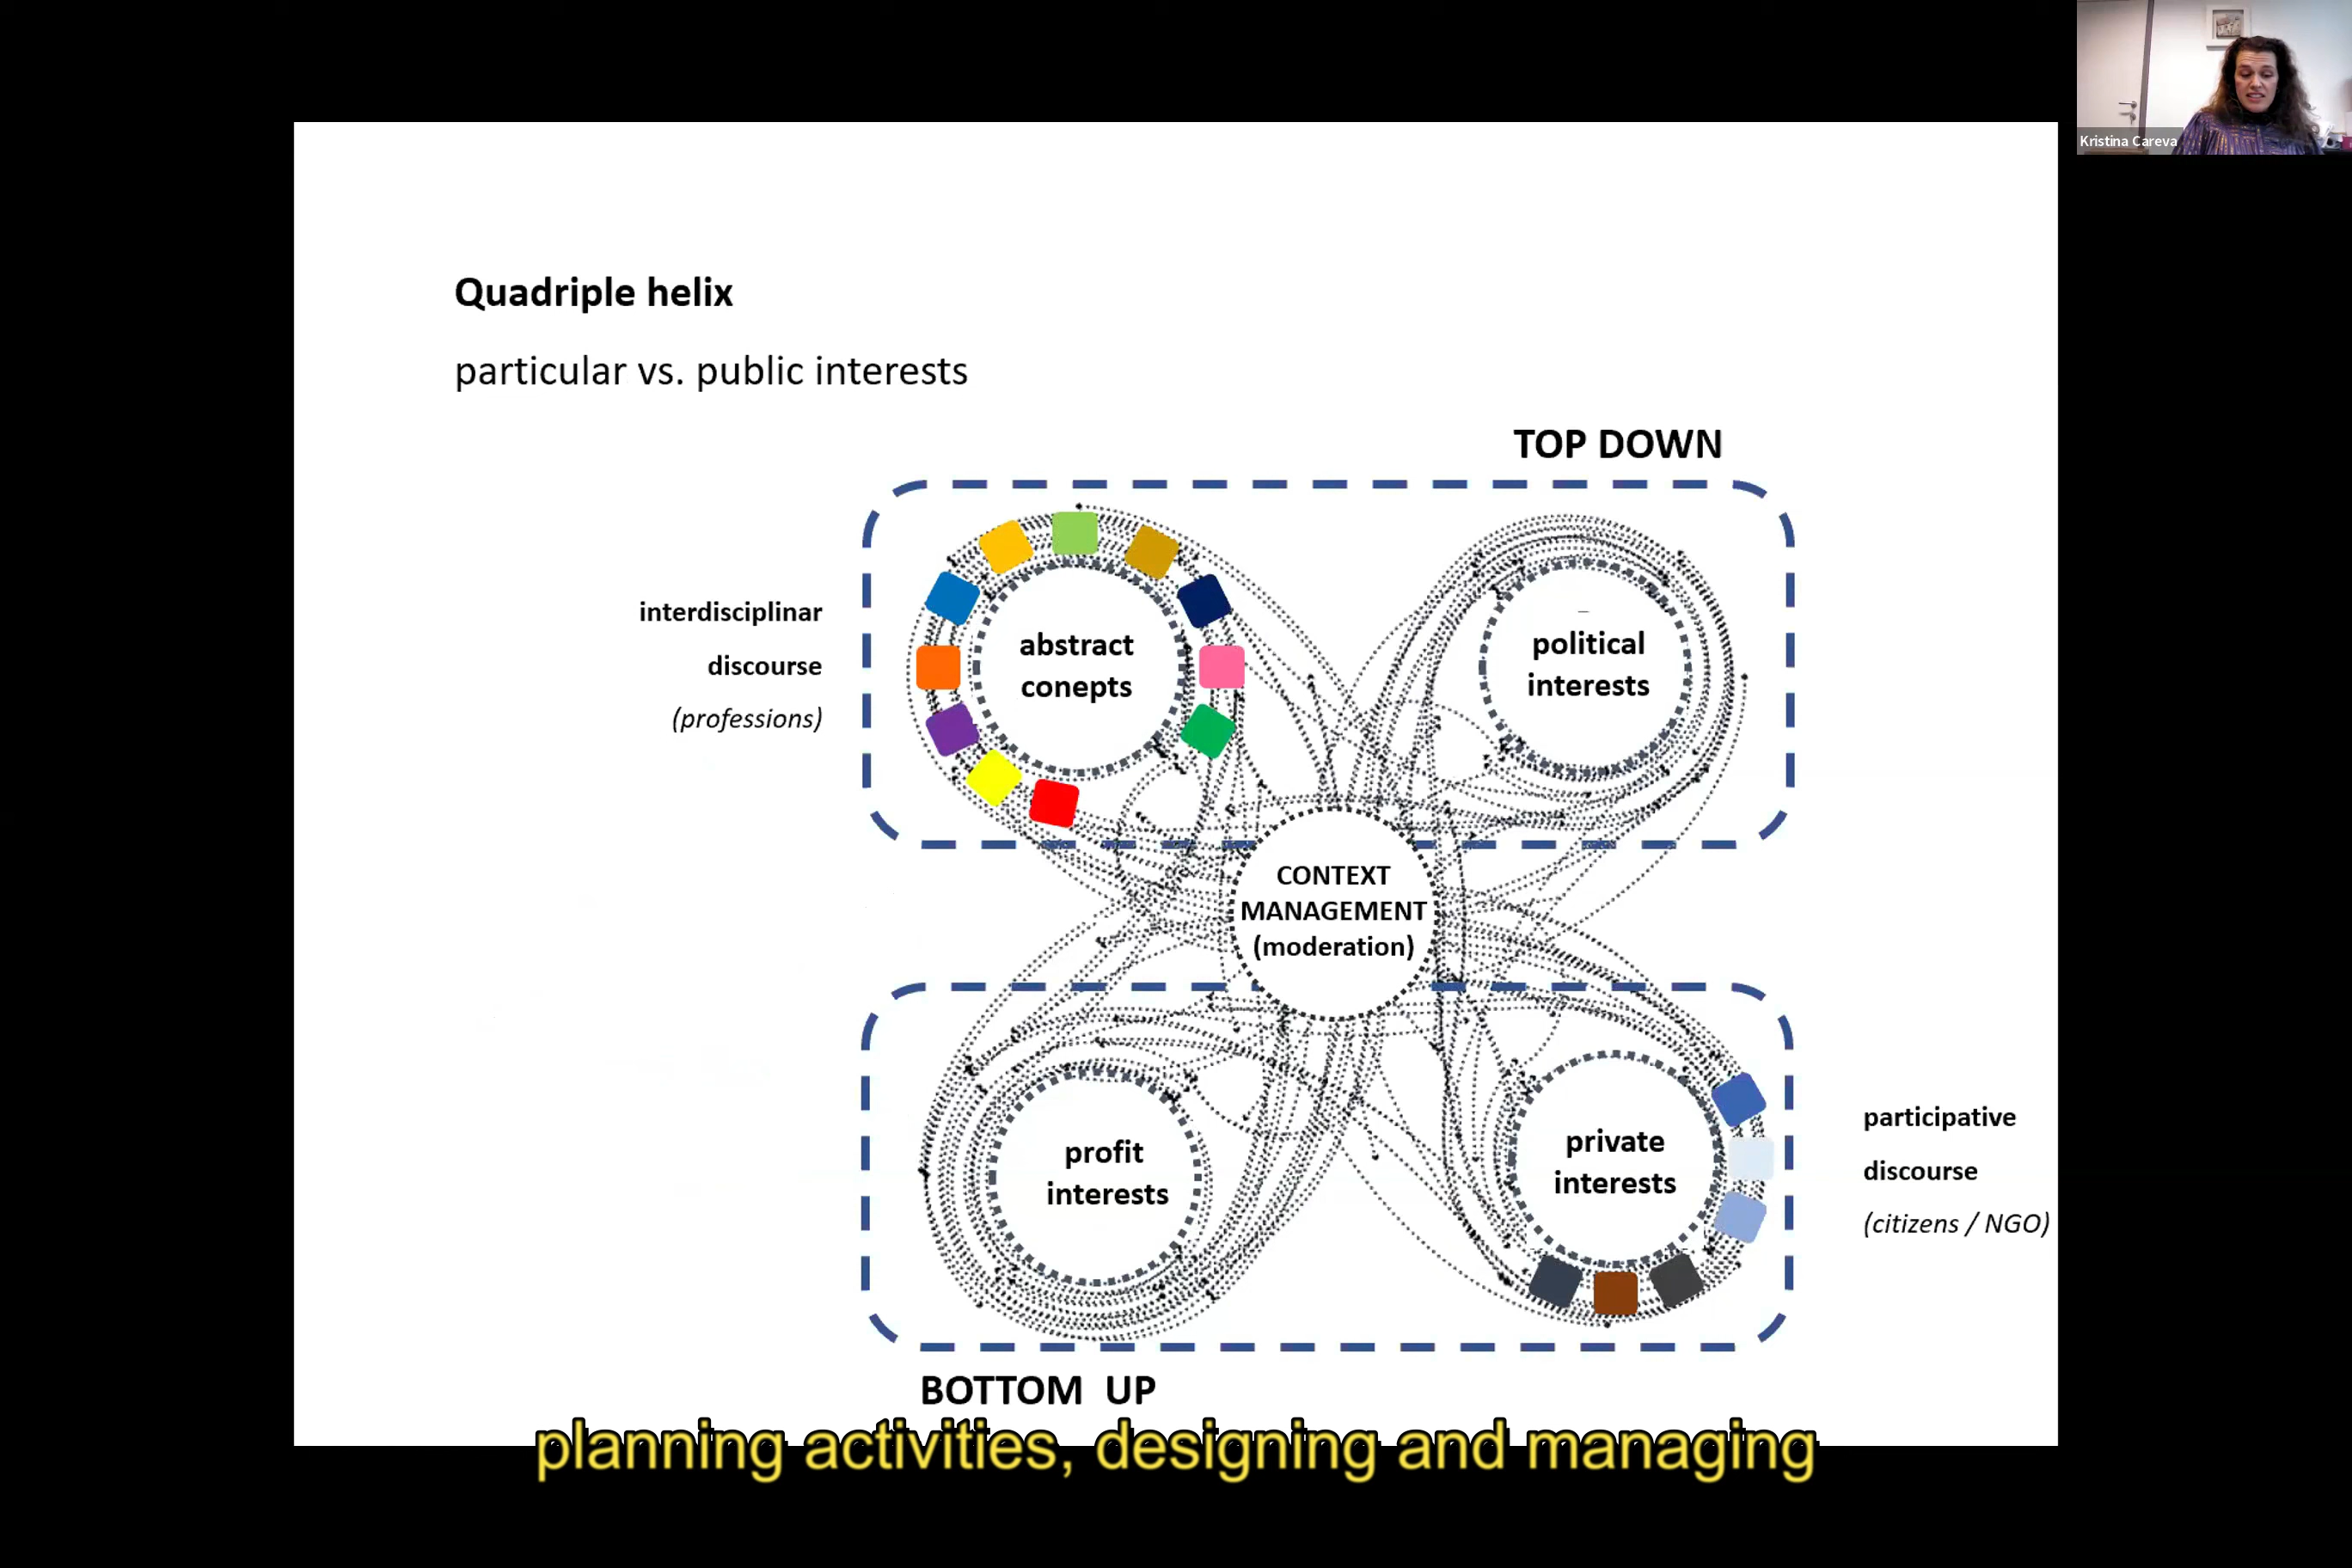 Kristina Careva
Quadriple helix
particular vs. public interests
TOP DOWN
interdisciplinar
discourse
(professions)
abstract
conepts
political
interests
CONTEXT
MANAGEMENT
(moderation)
profit
interests
private
interests
participative
discourse
(citizens / NGO)
BOTTOM UP
planning activities, designing and managing